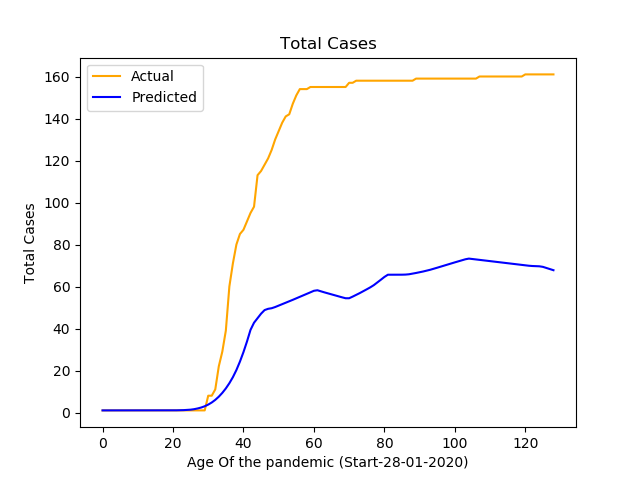 Total Cases
Actual
Predicted
160
140
120
100
80
60
40
20
0
Total Cases
0 20 40 60 80 100 120
Age Of the pandemic (Start-28-01-2020)